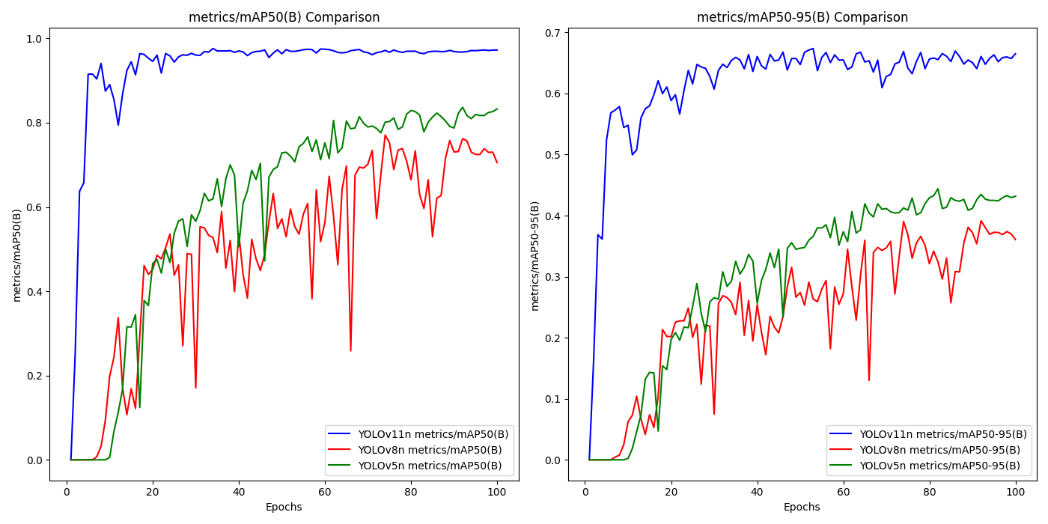 metrics/mAP50(B) Comparison
metrics/mAP50(B)
1.0
0.8
0.6
0.4
0.2
0.0
0
20
40
60
80
100
Epochs
YOLOv11n metrics/mAP50(B)
YOLOv8n metrics/mAP50(B)
YOLOv5n metrics/mAP50(B)
metrics/mAP50-95(B) Comparison
metrics/mAP50-95(B)
0.7
0.6
0.5
0.4
0.3
0.2
0.1
0.0
0
20
40
60
80
100
Epochs
YOLOv11n metrics/mAP50-95(B)
YOLOv8n metrics/mAP50-95(B)
YOLOv5n metrics/mAP50-95(B)